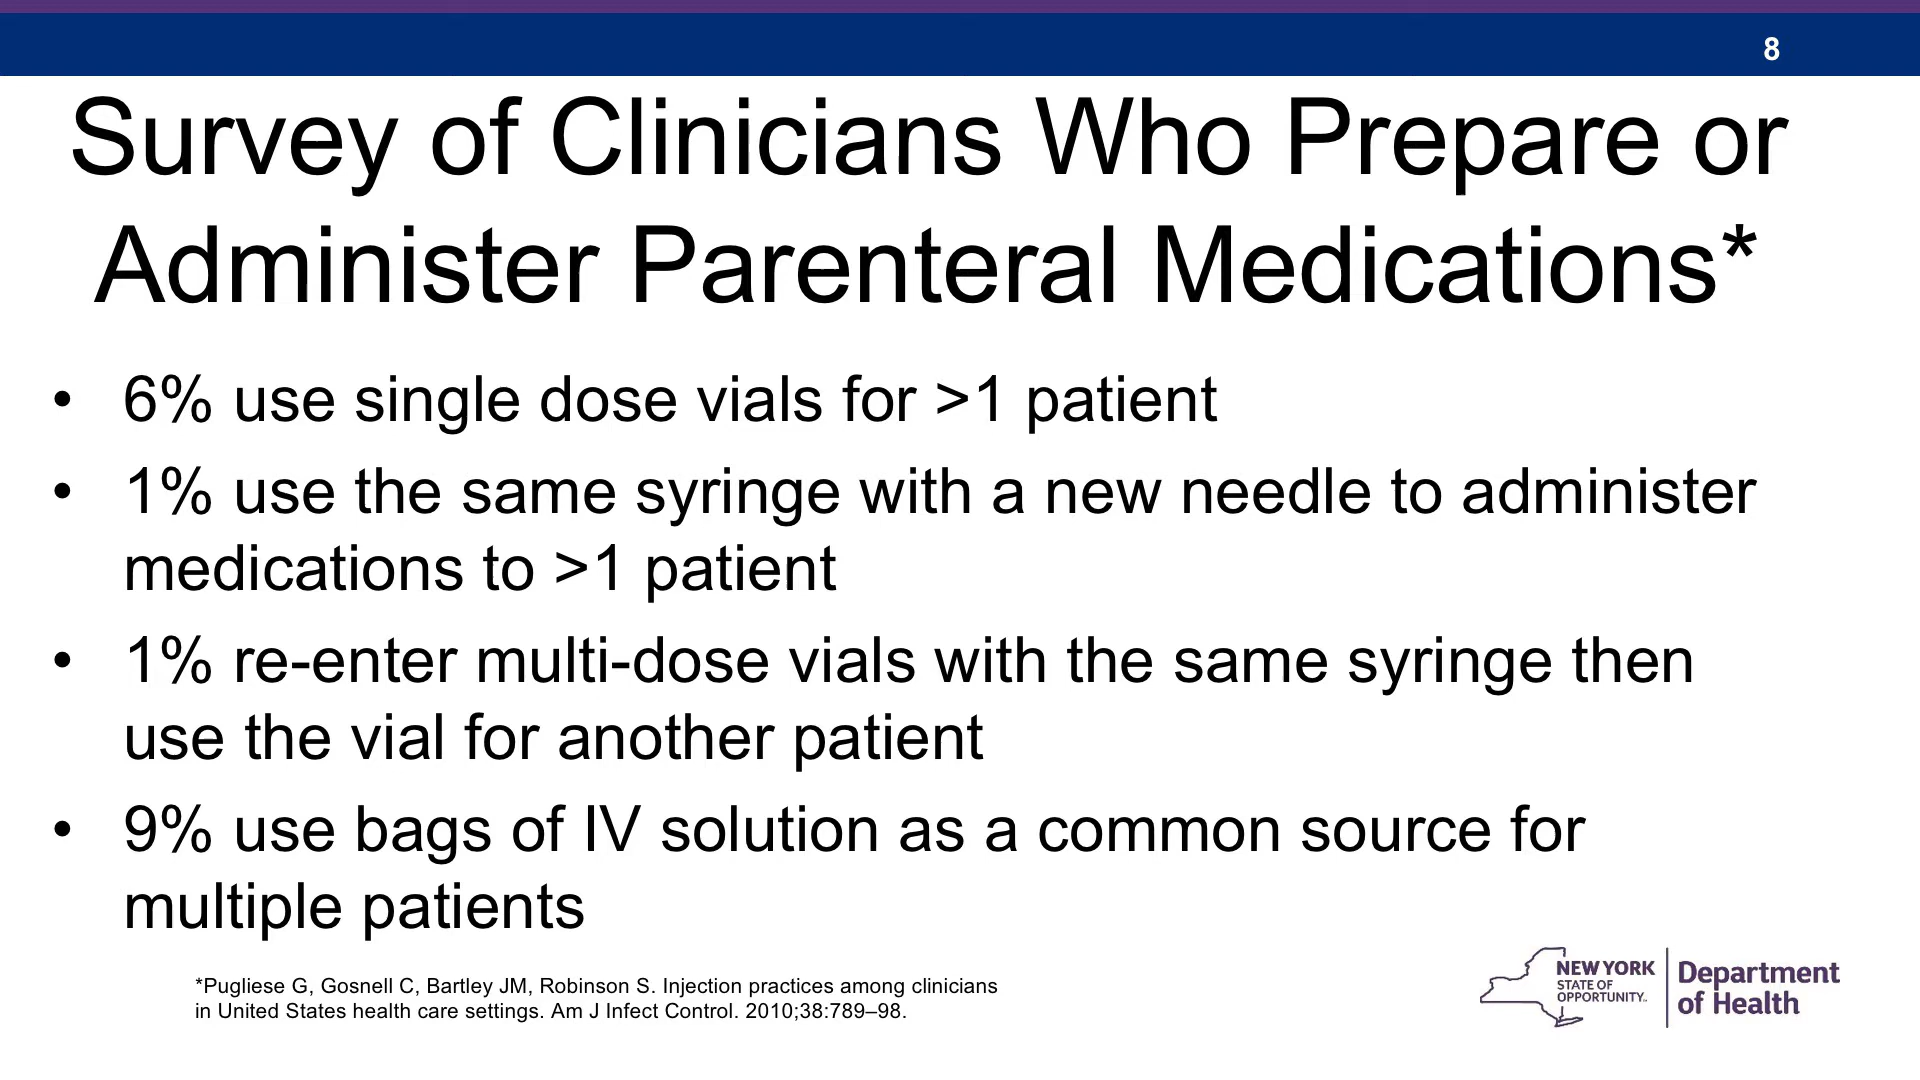 8
Survey of Clinicians Who Prepare or
Administer Parenteral Medications*
• 6% use single dose vials for >1 patient
• 1% use the same syringe with a new needle to administer
medications to >1 patient
• 1% re-enter multi-dose vials with the same syringe then
use the vial for another patient
• 9% use bags of IV solution as a common source for
multiple patients
*Pugliese G, Gosnell C, Bartley JM, Robinson S. Injection practices among clinicians
in United States health care settings. Am J Infect Control. 2010;38:789–98.
NEW YORK
STATE OF
OPPORTUNITY.
Department
of Health